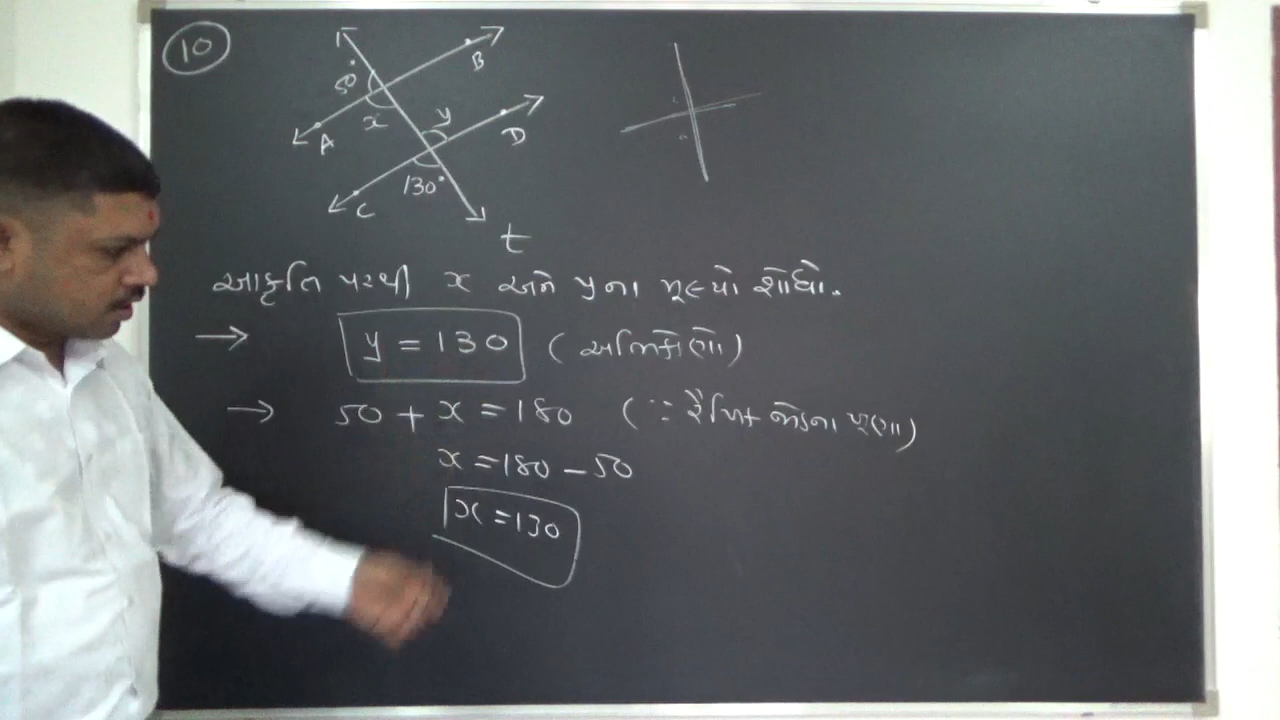 10
B
50°
A
x
y
D
130°
C
t
આકૃતિ પરથી x અને y ના મૂલ્યો શોધો.
→ y = 130 (અભિકોણો)
→ 50 + x = 180 (∵ રૈખિક જોડના ખૂણા)
x = 180 - 50
x = 130